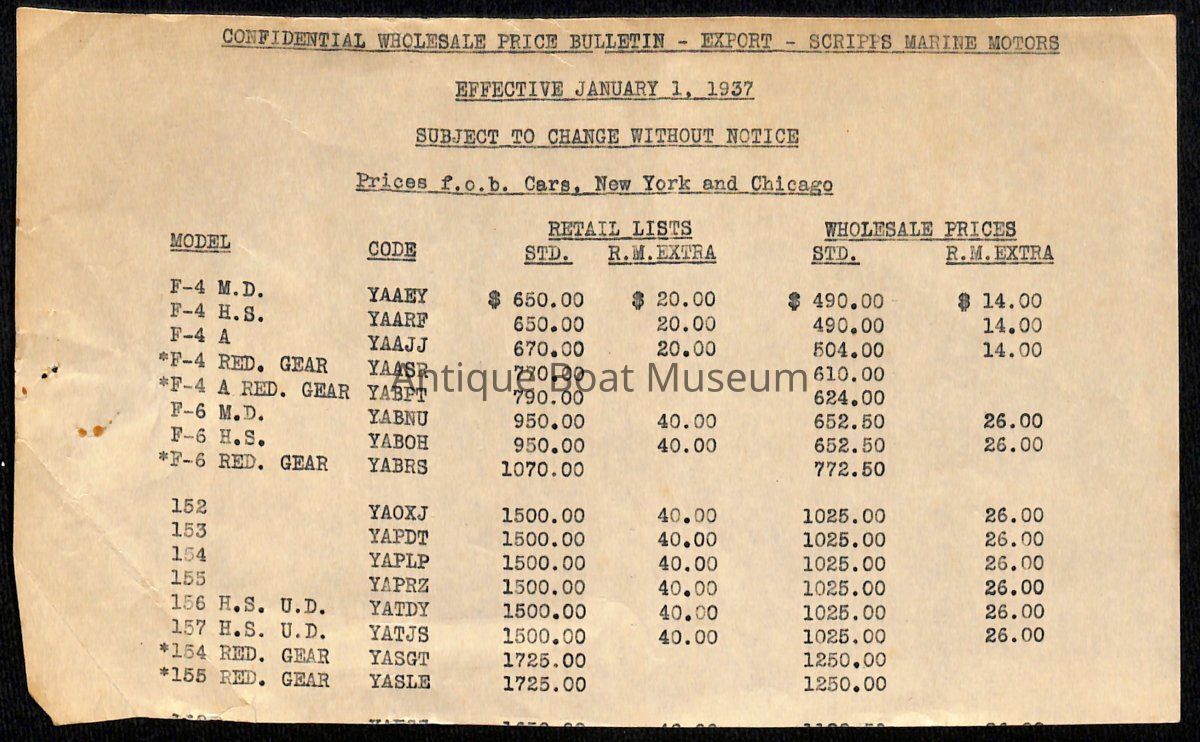 CONFIDENTIAL WHOLESALE PRICE BULLETIN - EXPORT - SCRIPPS MARINE MOTORS
EFFECTIVE JANUARY 1, 1937
SUBJECT TO CHANGE WITHOUT NOTICE
Prices f.o.b. Cars, New York and Chicago
RETAIL LISTS WHOLESALE PRICES
MODEL CODE STD. R.M.EXTRA STD. R.M.EXTRA
F-4 M.D. YAAEY $ 650.00 $ 20.00 $ 490.00 $ 14.00
F-4 H.S. YAARF 650.00 20.00 490.00 14.00
F-4 A YAAJJ 670.00 20.00 504.00 14.00
*F-4 RED. GEAR YAASR 770.00 610.00
Antique Boat Museum
*F-4 A RED. GEAR YABPT 790.00 624.00
F-6 M.D. YABNU 950.00 40.00 652.50 26.00
F-6 H.S. YABOH 950.00 40.00 652.50 26.00
*F-6 RED. GEAR YABRS 1070.00 772.50
152 YAOXJ 1500.00 40.00 1025.00 26.00
153 YAPDT 1500.00 40.00 1025.00 26.00
154 YAPLP 1500.00 40.00 1025.00 26.00
155 YAPRZ 1500.00 40.00 1025.00 26.00
156 H.S. U.D. YATDY 1500.00 40.00 1025.00 26.00
157 H.S. U.D. YATJS 1500.00 40.00 1025.00 26.00
*154 RED. GEAR YASGT 1725.00 1250.00
*155 RED. GEAR YASLE 1725.00 1250.00